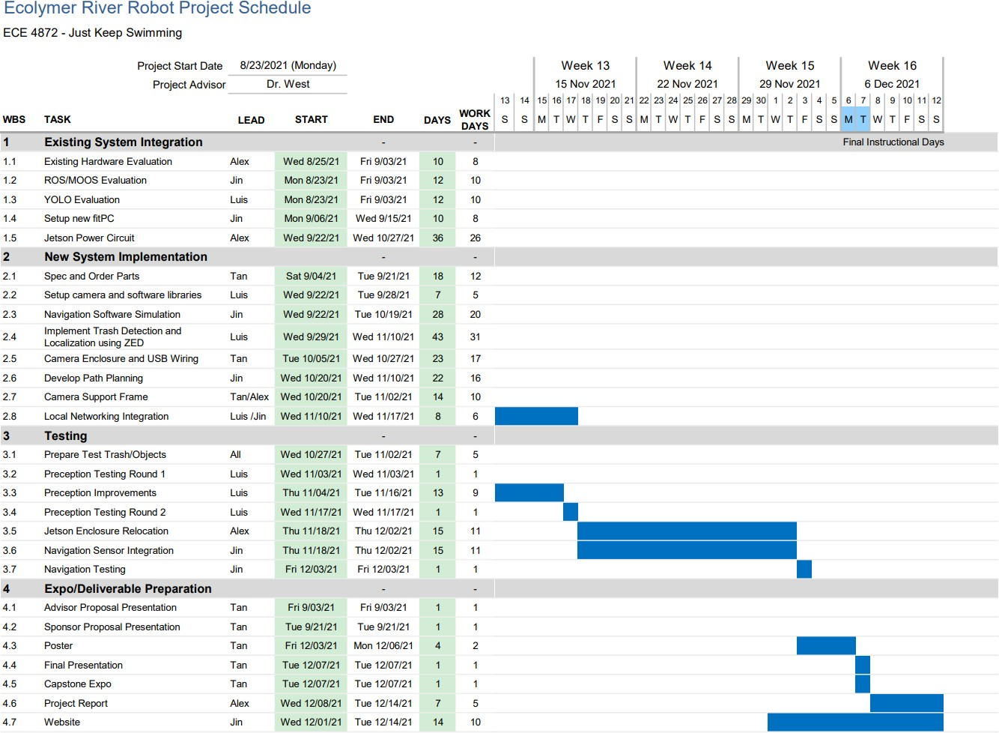 Ecolymer River Robot Project Schedule
ECE 4872 - Just Keep Swimming
Project Start Date 8/23/2021 (Monday) Week 13 Week 14 Week 15 Week 16
Project Advisor Dr. West 15 Nov 2021 22 Nov 2021 29 Nov 2021 6 Dec 2021
13 14 15 16 17 18 19 20 21 22 23 24 25 26 27 28 29 30 1 2 3 4 5 6 7 8 9 10 11 12
WBS TASK LEAD START END DAYS WORK DAYS S S M T W T F S S M T W T F S S M T W T F S S M T W T F S S
1 Existing System Integration - - Final Instructional Days
1.1 Existing Hardware Evaluation Alex Wed 8/25/21 Fri 9/03/21 10 8
1.2 ROS/MOOS Evaluation Jin Mon 8/23/21 Fri 9/03/21 12 10
1.3 YOLO Evaluation Luis Mon 8/23/21 Fri 9/03/21 12 10
1.4 Setup new fitPC Jin Mon 9/06/21 Wed 9/15/21 10 8
1.5 Jetson Power Circuit Alex Wed 9/22/21 Wed 10/27/21 36 26
2 New System Implementation - -
2.1 Spec and Order Parts Tan Sat 9/04/21 Tue 9/21/21 18 12
2.2 Setup camera and software libraries Luis Wed 9/22/21 Tue 9/28/21 7 5
2.3 Navigation Software Simulation Jin Wed 9/22/21 Tue 10/19/21 28 20
2.4 Implement Trash Detection and Localization using ZED Luis Wed 9/29/21 Wed 11/10/21 43 31
2.5 Camera Enclosure and USB Wiring Tan Tue 10/05/21 Wed 10/27/21 23 17
2.6 Develop Path Planning Jin Wed 10/20/21 Wed 11/10/21 22 16
2.7 Camera Support Frame Tan/Alex Wed 10/20/21 Tue 11/02/21 14 10
2.8 Local Networking Integration Luis /Jin Wed 11/10/21 Wed 11/17/21 8 6
3 Testing - -
3.1 Prepare Test Trash/Objects All Wed 10/27/21 Tue 11/02/21 7 5
3.2 Preception Testing Round 1 Luis Wed 11/03/21 Wed 11/03/21 1 1
3.3 Preception Improvements Luis Thu 11/04/21 Tue 11/16/21 13 9
3.4 Preception Testing Round 2 Luis Wed 11/17/21 Wed 11/17/21 1 1
3.5 Jetson Enclosure Relocation Alex Thu 11/18/21 Thu 12/02/21 15 11
3.6 Navigation Sensor Integration Jin Thu 11/18/21 Thu 12/02/21 15 11
3.7 Navigation Testing Jin Fri 12/03/21 Fri 12/03/21 1 1
4 Expo/Deliverable Preparation - -
4.1 Advisor Proposal Presentation Tan Fri 9/03/21 Fri 9/03/21 1 1
4.2 Sponsor Proposal Presentation Tan Tue 9/21/21 Tue 9/21/21 1 1
4.3 Poster Tan Fri 12/03/21 Mon 12/06/21 4 2
4.4 Final Presentation Tan Tue 12/07/21 Tue 12/07/21 1 1
4.5 Capstone Expo Tan Tue 12/07/21 Tue 12/07/21 1 1
4.6 Project Report Alex Wed 12/08/21 Tue 12/14/21 7 5
4.7 Website Jin Wed 12/01/21 Tue 12/14/21 14 10